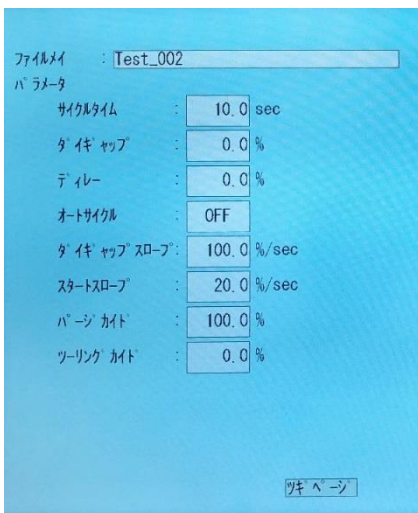 ﾌｧｲﾙﾒｲ : Test_002
ﾊﾟﾗﾒｰﾀ
ｻｲｸﾙﾀｲﾑ : 10.0 sec
ﾀﾞｲｷﾞｬｯﾌﾟ : 0.0 %
ﾃﾞｨﾚｰ : 0.0 %
ｵｰﾄｻｲｸﾙ : OFF
ﾀﾞｲｷﾞｬｯﾌﾟｽﾛｰﾌﾟ: 100.0 %/sec
ｽﾀｰﾄｽﾛｰﾌﾟ : 20.0 %/sec
ﾊﾟｰｼﾞｶｲﾄﾞ : 100.0 %
ﾂｰﾘﾝｸﾞｶｲﾄﾞ : 0.0 %
ﾂｷﾞﾍﾟｰｼﾞ